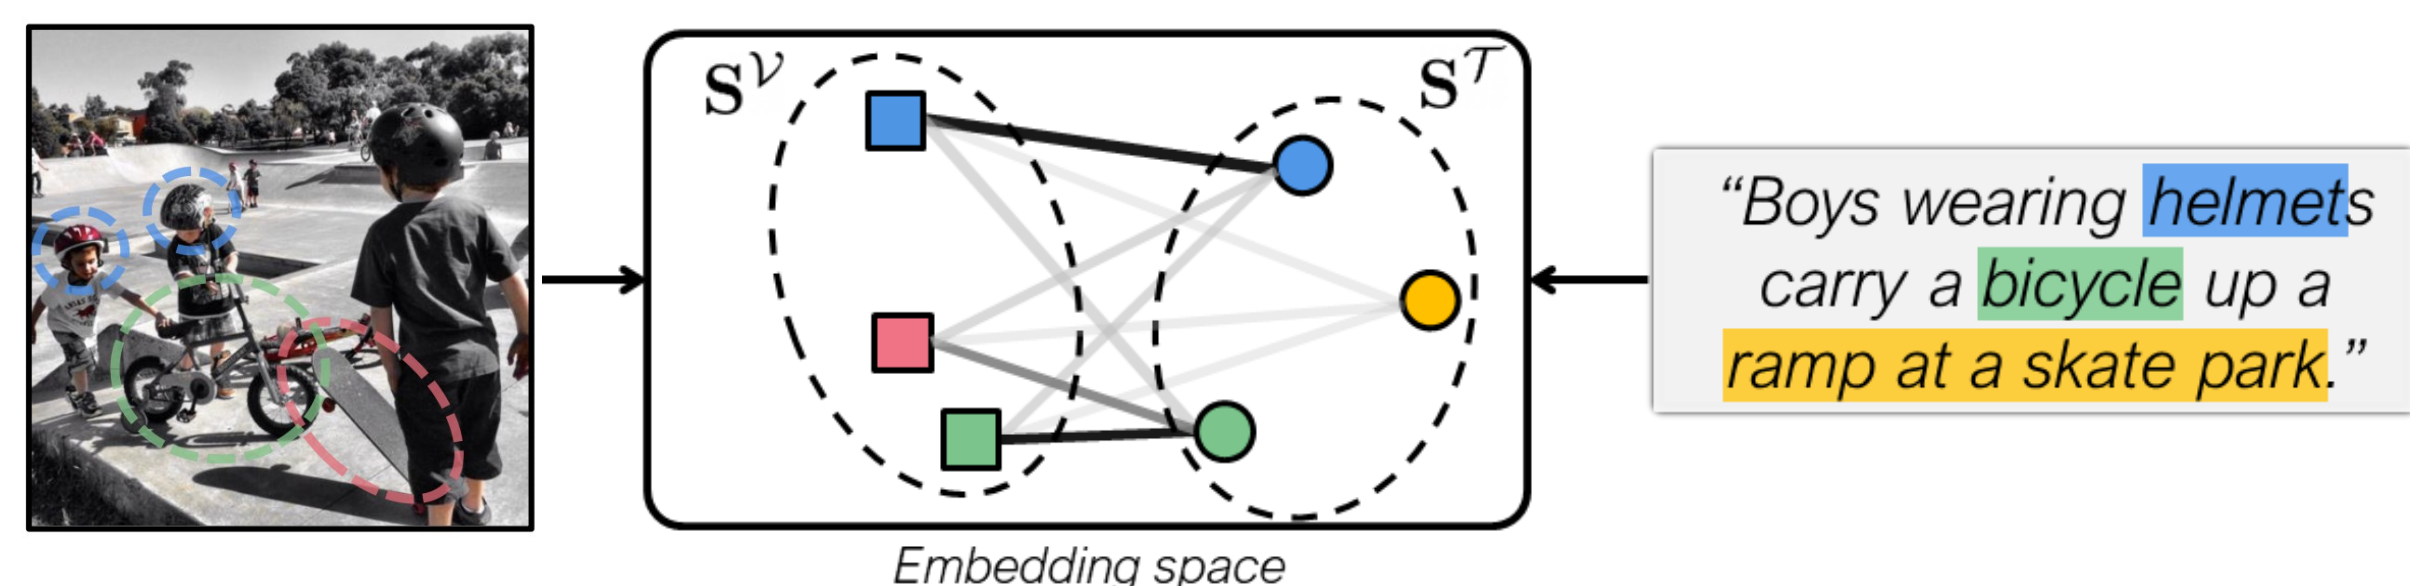 S^V
S^T
“Boys wearing helmets
carry a bicycle up a
ramp at a skate park.”
Embedding space